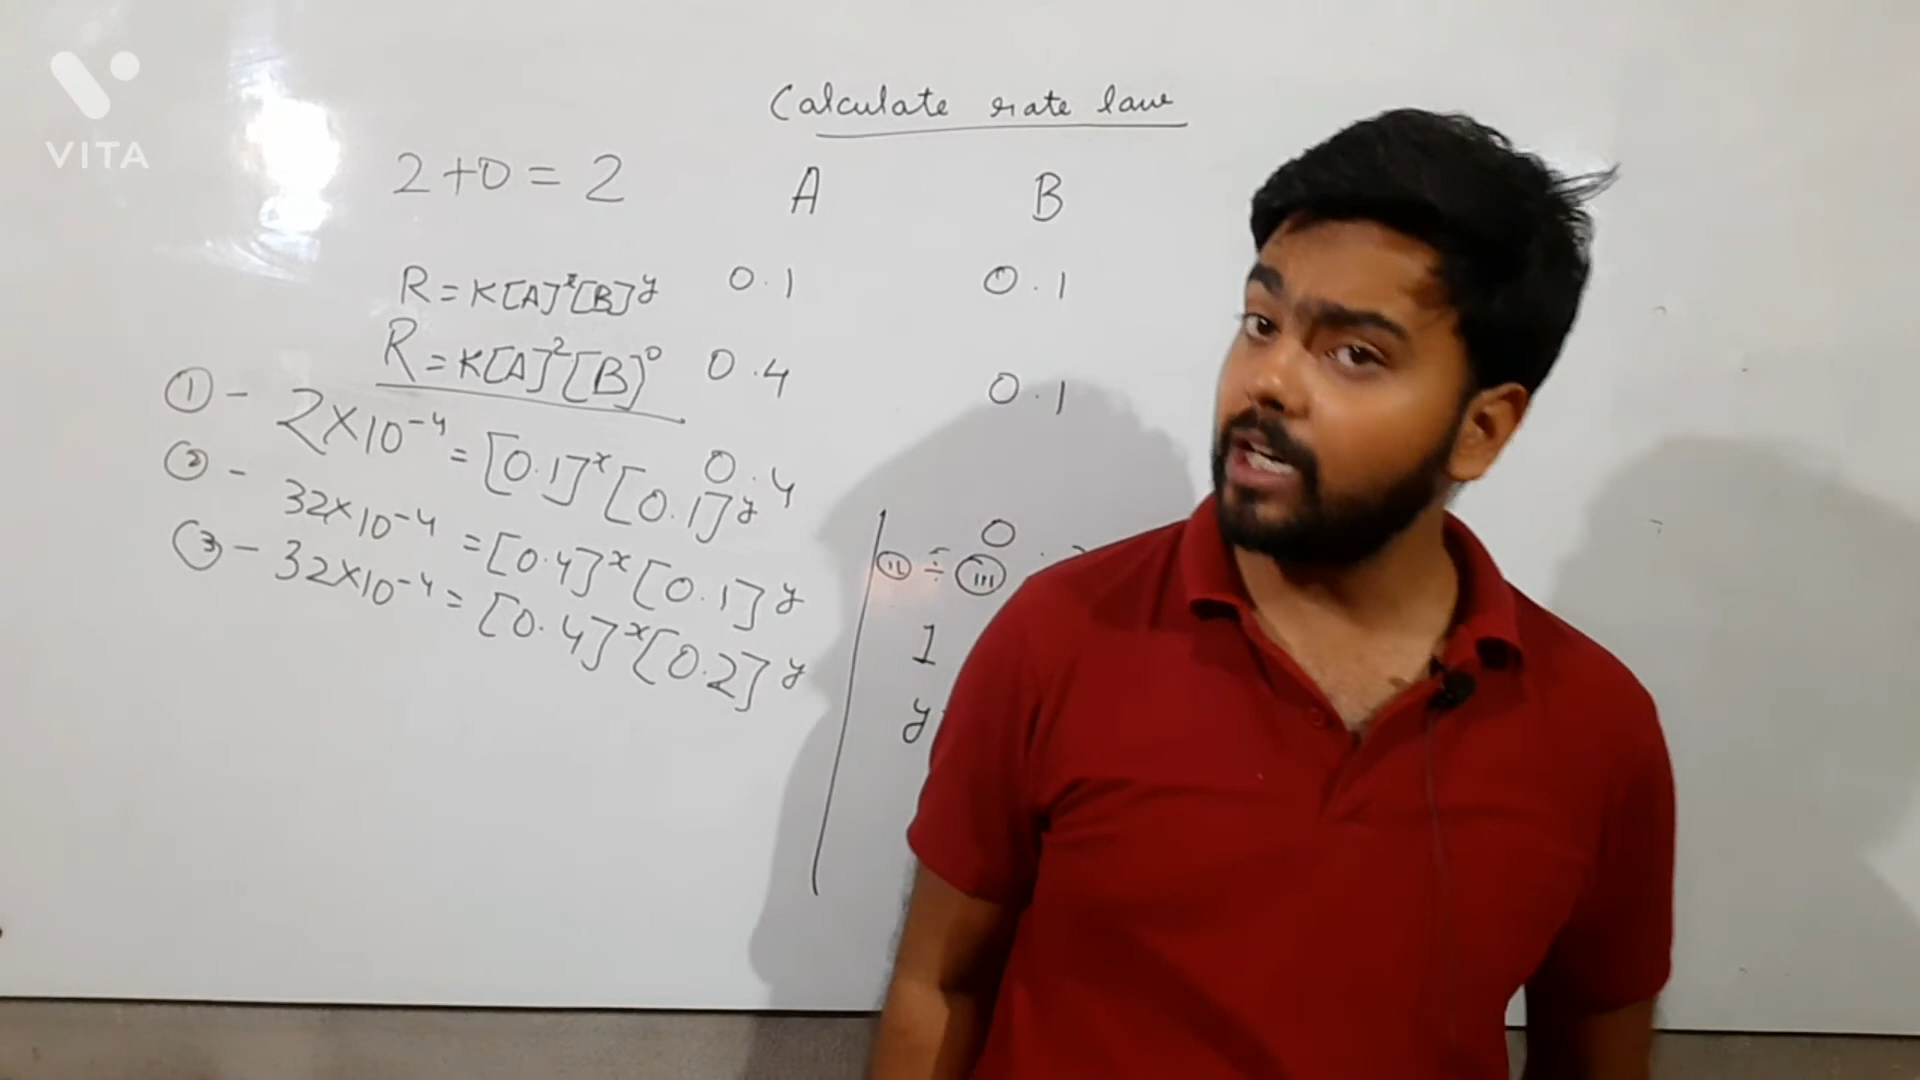 VITA
Calculate rate law
2+0=2
A B
R=K[A]ˣ[B]ʸ 0.1 0.1
R=K[A]²[B]⁰ 0.4 0.1
① - 2×10⁻⁴=[0.1]ˣ[0.1]ʸ 0.4
② - 32×10⁻⁴=[0.4]ˣ[0.1]ʸ
③ - 32×10⁻⁴=[0.4]ˣ[0.2]ʸ
0.
ⅱ ÷ ⅲ
1
y